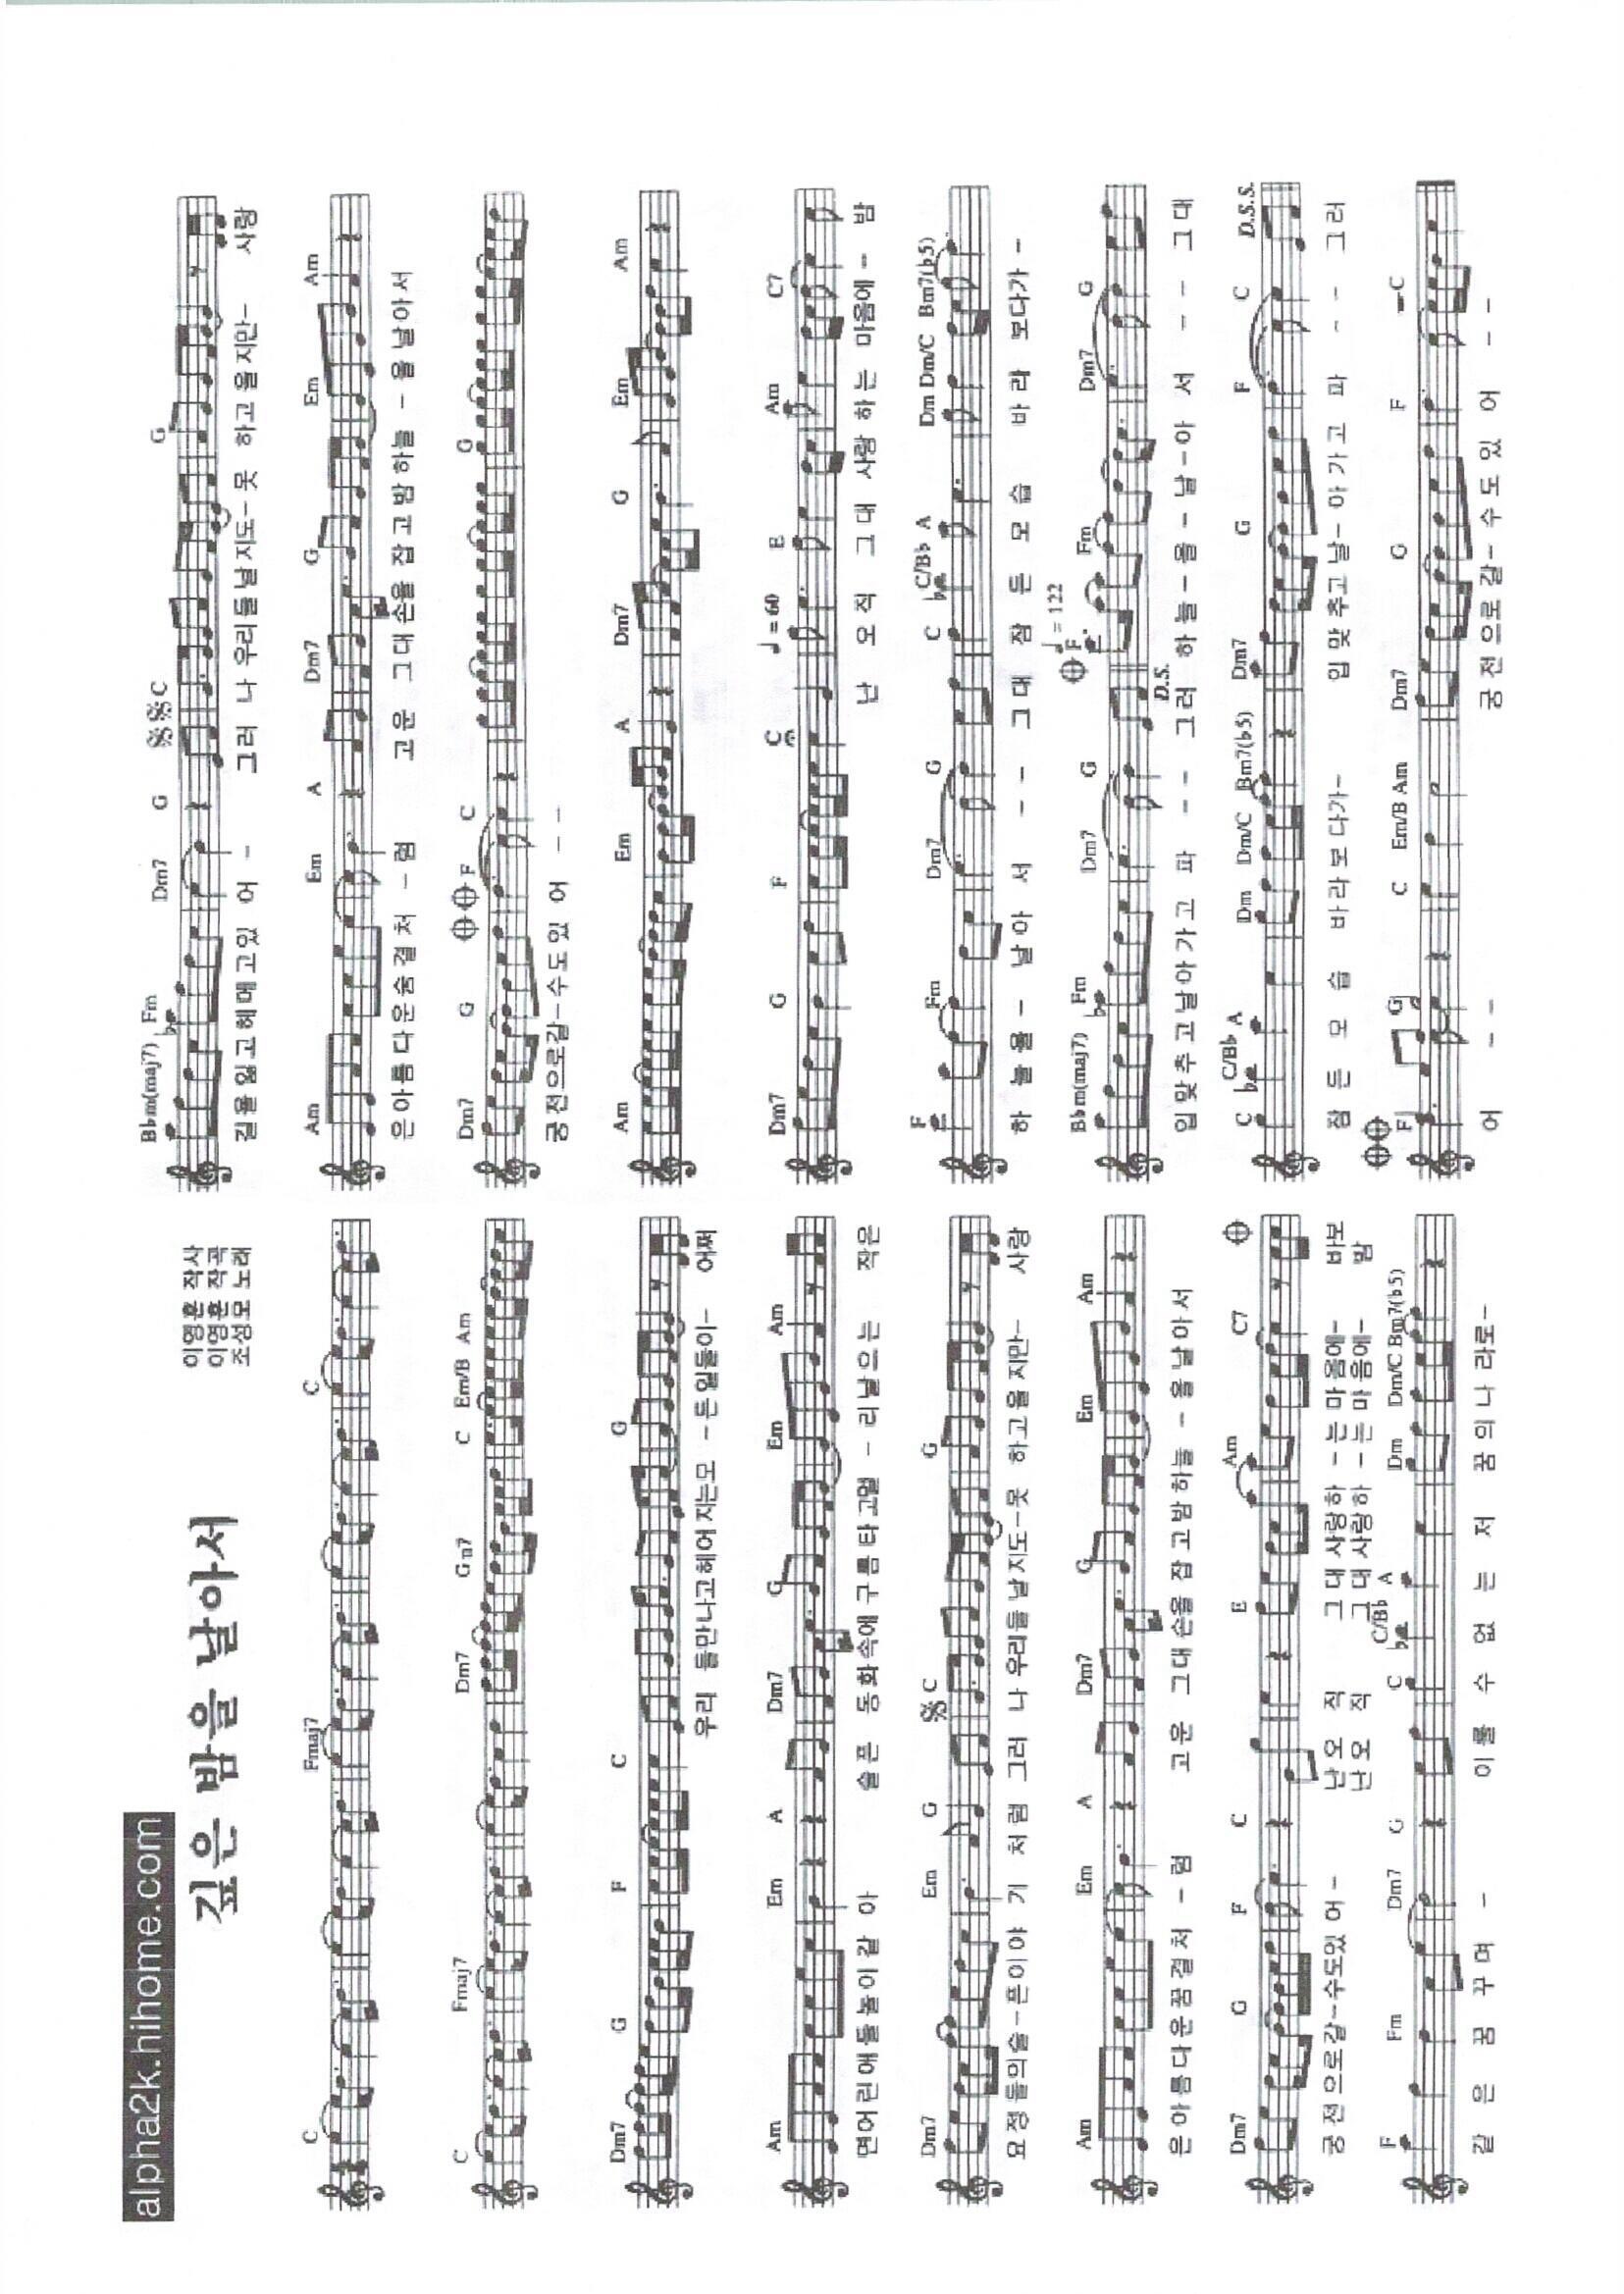 alpha2k.hihome.com
깊은 밤을 날아서
이영훈 작사
이영훈 작곡
조성모 노래
C Fmaj7 C
C Fmaj7 Dm7 G C Em/B Am
Dm7 G F C G
우리 들만나고헤어지는모 -든일들이- 어쩌
Am Em A Dm7 G Em Am
면어린애들놀이같 아 슬픈 동화속에구름타고멀 -리날으는 작은
Dm7 Em G C G
요정들의슬-픈이야 기 처럼 그러 나 우리들날지도-못 하고울지만- 사랑
Am Em A Dm7 G Em Am
은아름다운꿈결처 -럼 고운 그대손을잡고밤하늘 -을날아서
Dm7 G F C E Am C7
궁전으로갈-수도있 어- 난오 직 그대사랑하 -는마음에- 바보
난오 직 그대사랑하 -는마음에- 밤
F Fm Dm7 G C C/B♭ A Dm Dm/C Bm7(♭5)
같 은 꿈 꾸며 - 이룰 수 없 는 저 꿈의나라로-
B♭m(maj7) Fm Dm7 G C G
길을잃고헤메고있 어 - 그러 나 우리들날지도-못 하고울지만- 사랑
Am Em A Dm7 G Em Am
은아름다운숨결처 -럼 고운 그대손을잡고밤하늘 -을날아서
Dm7 G F C G
궁전으로갈-수도있 어 - -
Am Em A Dm7 G Em Am
Dm7 G F C ♩ = 60 E Am C7
난 오직 그대 사랑하는 마음에- 밤
F Fm Dm7 G C C/B♭ A Dm Dm/C Bm7(♭5)
하 늘을- 날아 서 - - 그대 잠 든 모 습 바라 보다가-
♩ = 122
B♭m(maj7) Fm Dm7 G F Fm Dm7 G
D.S.
입맞추고날아가고 파 - - 그러 하늘-을-날-아 서 - - 그대
C C/B♭ A Dm Dm/C Bm7(♭5) Dm7 G F C D.S.S.
잠 든 모 습 바라보다가- 입맞추고날-아가고 파 - - 그러
F G C Em/B Am Dm7 G F C
어 - - 궁전으로갈-수도있 어 - -